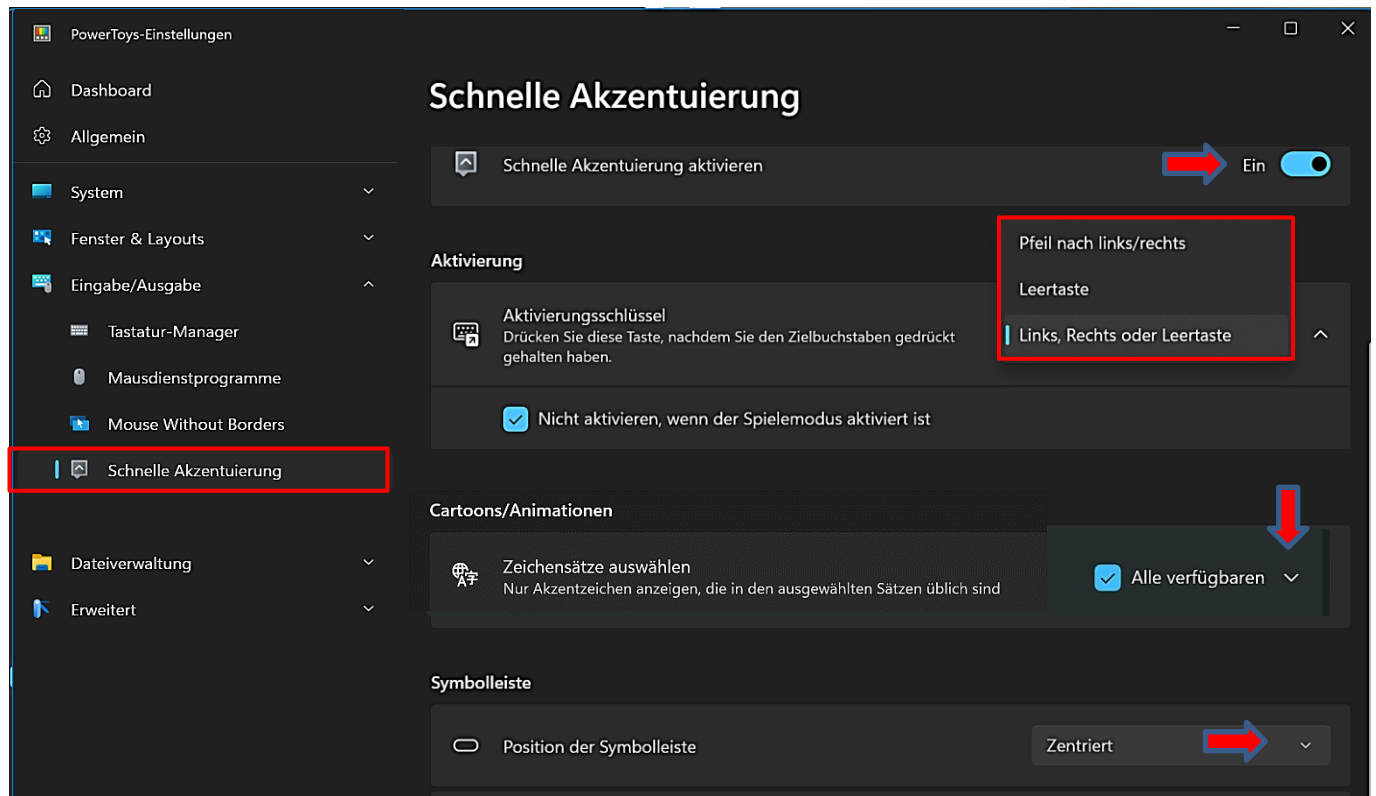 PowerToys-Einstellungen
Dashboard
Allgemein
System
Fenster & Layouts
Eingabe/Ausgabe
Tastatur-Manager
Mausdienstprogramme
Mouse Without Borders
Schnelle Akzentuierung
Dateiverwaltung
Erweitert
Schnelle Akzentuierung
Schnelle Akzentuierung aktivieren
Ein
Aktivierung
Aktivierungsschlüssel
Drücken Sie diese Taste, nachdem Sie den Zielbuchstaben gedrückt
gehalten haben.
Pfeil nach links/rechts
Leertaste
Links, Rechts oder Leertaste
Nicht aktivieren, wenn der Spielemodus aktiviert ist
Cartoons/Animationen
Zeichensätze auswählen
Nur Akzentzeichen anzeigen, die in den ausgewählten Sätzen üblich sind
Alle verfügbaren
Symbolleiste
Position der Symbolleiste
Zentriert